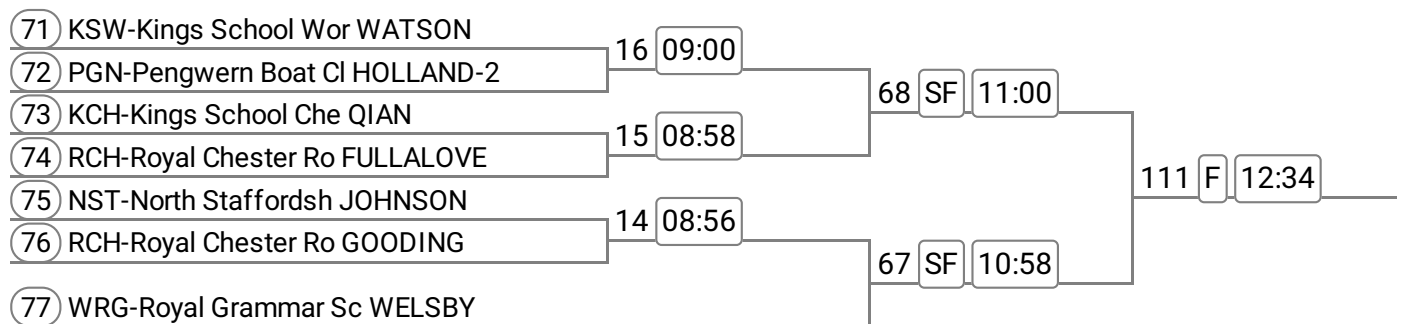 71 KSW-Kings School Wor WATSON
16 09:00
72 PGN-Pengwern Boat Cl HOLLAND-2
68 SF 11:00
73 KCH-Kings School Che QIAN
15 08:58
74 RCH-Royal Chester Ro FULLALOVE
111 F 12:34
75 NST-North Staffordsh JOHNSON
14 08:56
76 RCH-Royal Chester Ro GOODING
67 SF 10:58
77 WRG-Royal Grammar Sc WELSBY